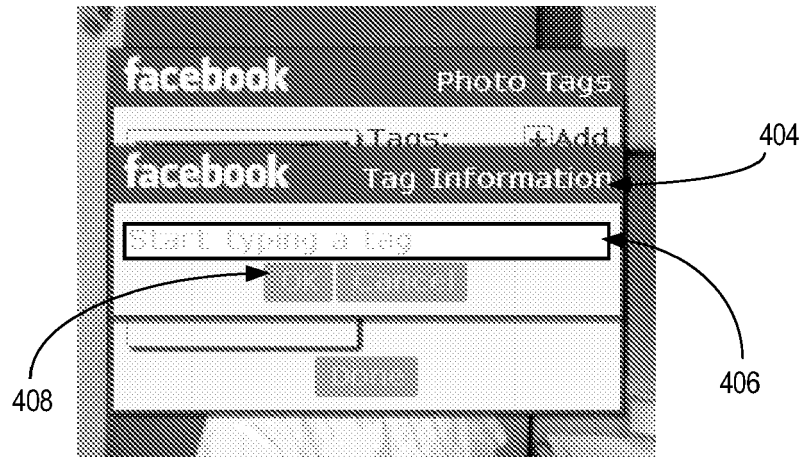 facebook Photo Tags
Tags: +Add
404
facebook Tag Information
Start typing a tag
408
406